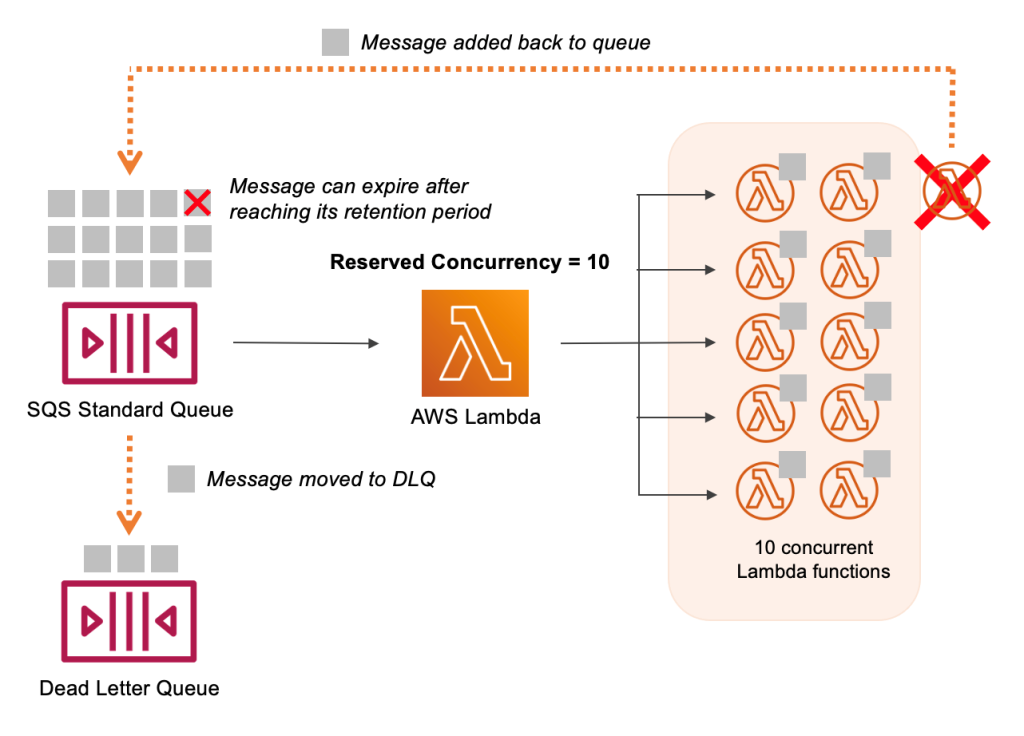 Message added back to queue
Message can expire after
reaching its retention period
Reserved Concurrency = 10
SQS Standard Queue
AWS Lambda
Message moved to DLQ
10 concurrent
Lambda functions
Dead Letter Queue